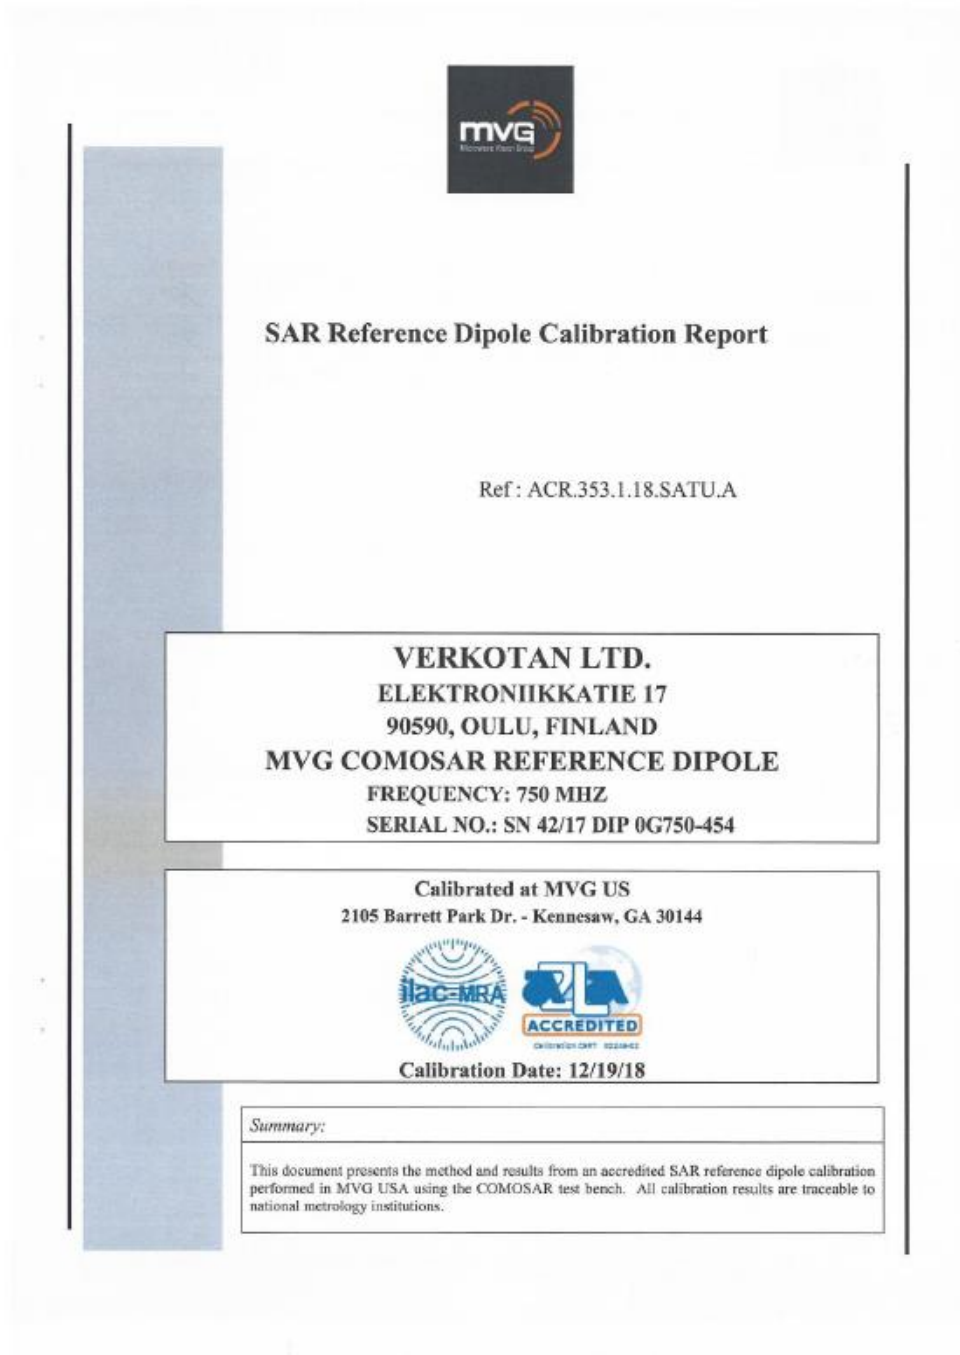 mvg
Microwave Vision Group
SAR Reference Dipole Calibration Report
Ref : ACR.353.1.18.SATU.A
VERKOTAN LTD.
ELEKTRONIIKKATIE 17
90590, OULU, FINLAND
MVG COMOSAR REFERENCE DIPOLE
FREQUENCY: 750 MHZ
SERIAL NO.: SN 42/17 DIP 0G750-454
Calibrated at MVG US
2105 Barrett Park Dr. - Kennesaw, GA 30144
ilac-MRA
A2LA
ACCREDITED
Calibration Date: 12/19/18
Summary:
This document presents the method and results from an accredited SAR reference dipole calibration
performed in MVG USA using the COMOSAR test bench. All calibration results are traceable to
national metrology institutions.